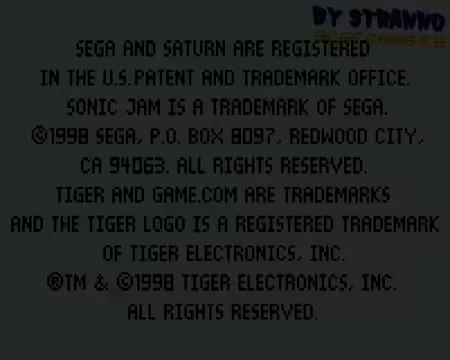 BY STRANNO
SEGA AND SATURN ARE REGISTERED
IN THE U.S.PATENT AND TRADEMARK OFFICE.
SONIC JAM IS A TRADEMARK OF SEGA.
©1998 SEGA, P.O. BOX 8097, REDWOOD CITY,
CA 94063. ALL RIGHTS RESERVED.
TIGER AND GAME.COM ARE TRADEMARKS
AND THE TIGER LOGO IS A REGISTERED TRADEMARK
OF TIGER ELECTRONICS, INC.
®TM & ©1998 TIGER ELECTRONICS, INC.
ALL RIGHTS RESERVED.